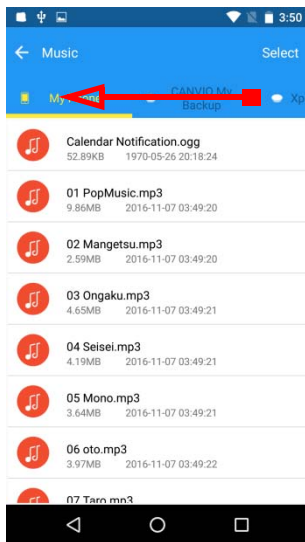 3:50
Music
Select
My
CANVIO My
Backup
Xp
Calendar Notification.ogg
52.89KB 1970-05-26 20:18:24
01 PopMusic.mp3
9.86MB 2016-11-07 03:49:20
02 Mangetsu.mp3
2.59MB 2016-11-07 03:49:20
03 Ongaku.mp3
4.65MB 2016-11-07 03:49:21
04 Seisei.mp3
4.19MB 2016-11-07 03:49:21
05 Mono.mp3
3.64MB 2016-11-07 03:49:21
06 oto.mp3
3.97MB 2016-11-07 03:49:22
07 Taro.mp3